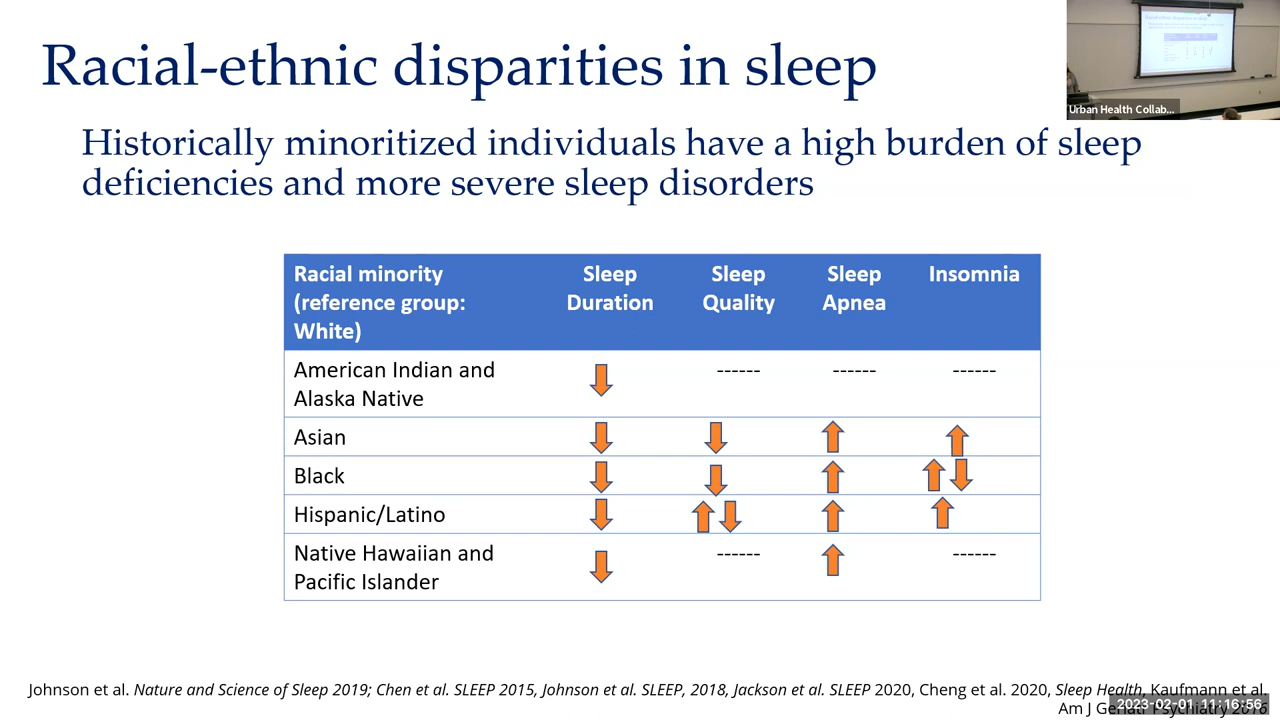 Racial-ethnic disparities in sleep
Urban Health Collab...
Historically minoritized individuals have a high burden of sleep
deficiencies and more severe sleep disorders
Racial minority
(reference group:
White)
Sleep
Duration
Sleep
Quality
Sleep
Apnea
Insomnia
American Indian and
Alaska Native
------ ------ ------
Asian
Black
Hispanic/Latino
Native Hawaiian and
Pacific Islander
------ ------
Johnson et al. Nature and Science of Sleep 2019; Chen et al. SLEEP 2015, Johnson et al. SLEEP, 2018, Jackson et al. SLEEP 2020, Cheng et al. 2020, Sleep Health, Kaufmann et al.
Am J Geriatr Psychiatry 2016
2023-02-01 11:16:56